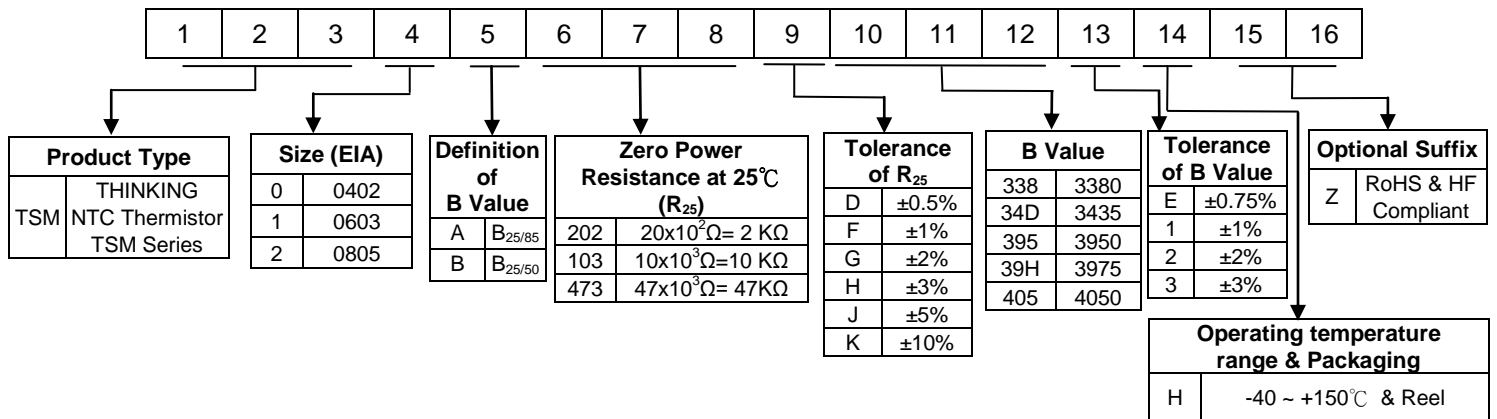 1 2 3 4 5 6 7 8 9 10 11 12 13 14 15 16
Product Type
TSM THINKING
NTC Thermistor
TSM Series
Size (EIA)
0 0402
1 0603
2 0805
Definition
of
B Value
A B25/85
B B25/50
Zero Power
Resistance at 25℃
(R25)
202 20x10²Ω= 2 KΩ
103 10x10³Ω=10 KΩ
473 47x10³Ω= 47KΩ
Tolerance
of R25
D ±0.5%
F ±1%
G ±2%
H ±3%
J ±5%
K ±10%
B Value
338 3380
34D 3435
395 3950
39H 3975
405 4050
Tolerance
of B Value
E ±0.75%
1 ±1%
2 ±2%
3 ±3%
Optional Suffix
Z RoHS & HF
Compliant
Operating temperature
range & Packaging
H -40 ~ +150℃ & Reel